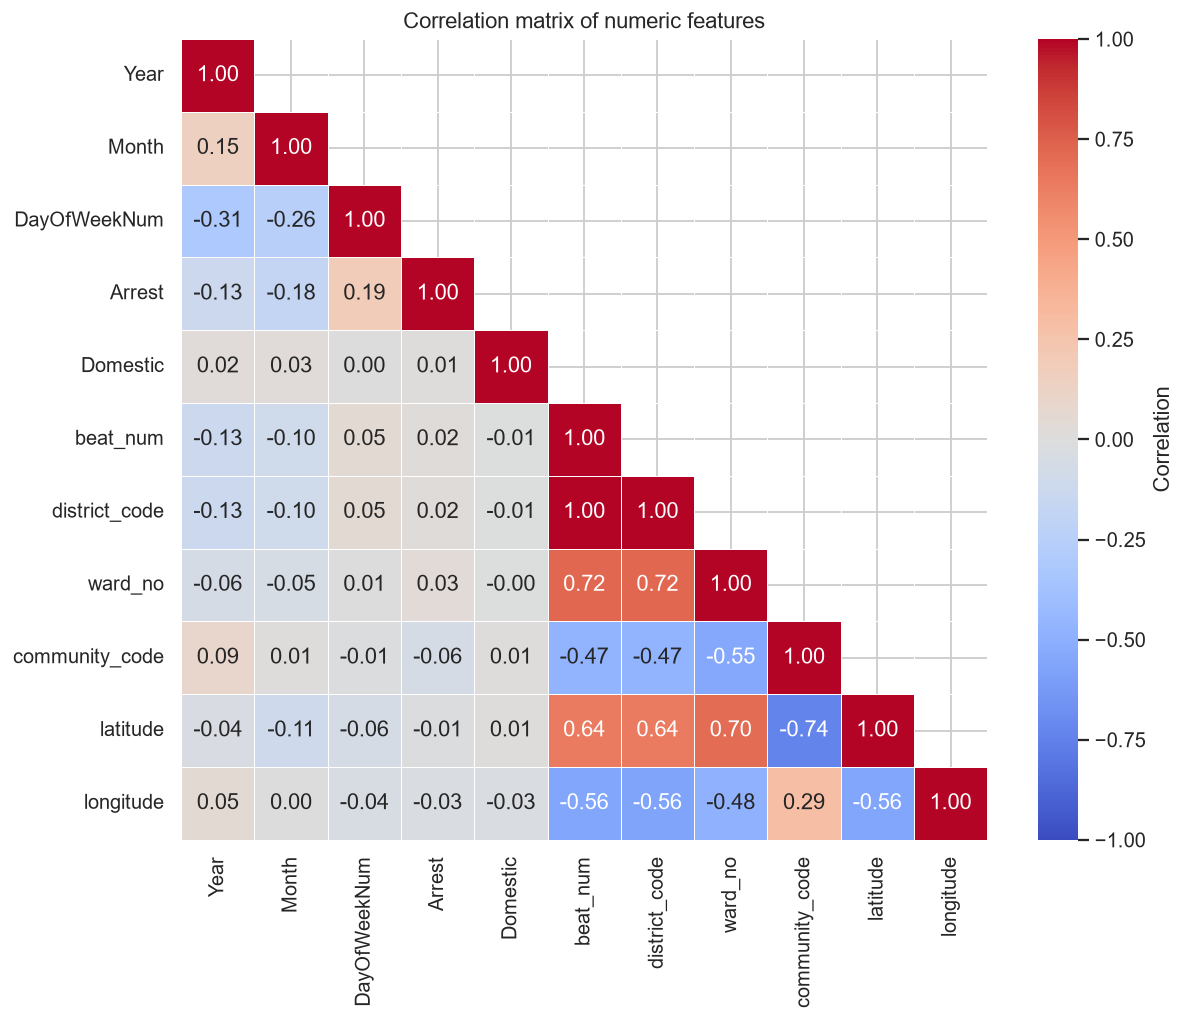 Correlation matrix of numeric features
Year 1.00
Month 0.15 1.00
DayOfWeekNum -0.31 -0.26 1.00
Arrest -0.13 -0.18 0.19 1.00
Domestic 0.02 0.03 0.00 0.01 1.00
beat_num -0.13 -0.10 0.05 0.02 -0.01 1.00
district_code -0.13 -0.10 0.05 0.02 -0.01 1.00 1.00
ward_no -0.06 -0.05 0.01 0.03 -0.00 0.72 0.72 1.00
community_code 0.09 0.01 -0.01 -0.06 0.01 -0.47 -0.47 -0.55 1.00
latitude -0.04 -0.11 -0.06 -0.01 0.01 0.64 0.64 0.70 -0.74 1.00
longitude 0.05 0.00 -0.04 -0.03 -0.03 -0.56 -0.56 -0.48 0.29 -0.56 1.00
Year
Month
DayOfWeekNum
Arrest
Domestic
beat_num
district_code
ward_no
community_code
latitude
longitude
1.00
0.75
0.50
0.25
0.00
−0.25
−0.50
−0.75
−1.00
Correlation